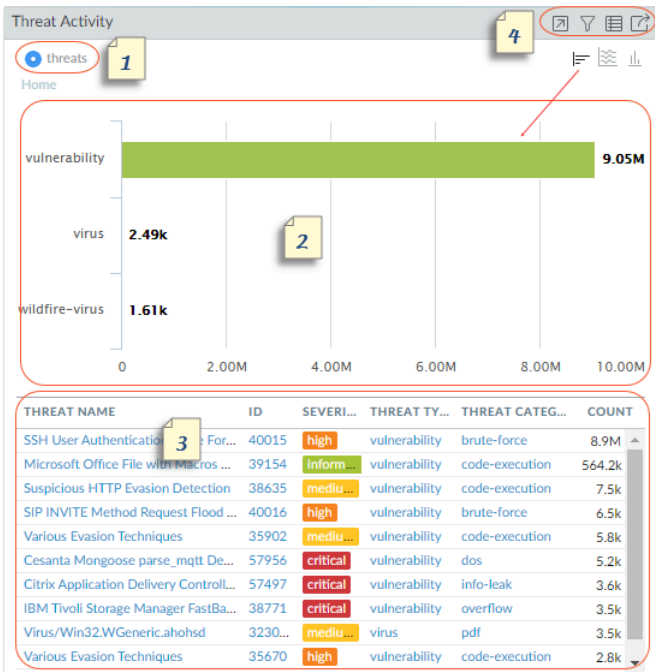 Threat Activity
4
threats
1
Home
vulnerability
9.05M
virus
2.49k
2
wildfire-virus
1.61k
0 2.00M 4.00M 6.00M 8.00M 10.00M
THREAT NAME ID SEVERI... THREAT TY... THREAT CATEG... COUNT
SSH User Authentication For... 40015 high vulnerability brute-force 8.9M
3
Microsoft Office File with Macros ... 39154 inform... vulnerability code-execution 564.2k
Suspicious HTTP Evasion Detection 38635 mediu... vulnerability code-execution 7.5k
SIP INVITE Method Request Flood ... 40016 high vulnerability brute-force 6.5k
Various Evasion Techniques 35902 mediu... vulnerability code-execution 5.8k
Cesanta Mongoose parse_mqtt De... 57956 critical vulnerability dos 5.2k
Citrix Application Delivery Controll... 57497 critical vulnerability info-leak 3.6k
IBM Tivoli Storage Manager FastBa... 38771 critical vulnerability overflow 3.5k
Virus/Win32.WGeneric.ahohsd 3230... mediu... virus pdf 3.5k
Various Evasion Techniques 35670 high vulnerability code-execution 2.8k